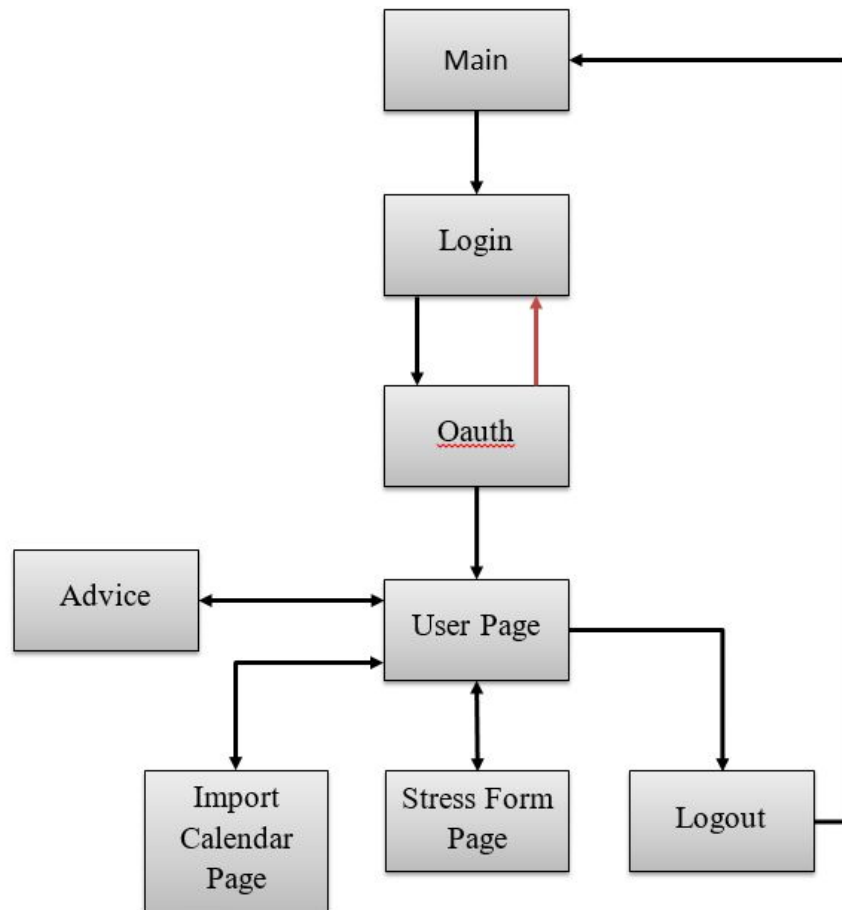 Main
Login
Oauth
Advice
User Page
Import
Calendar
Page
Stress Form
Page
Logout